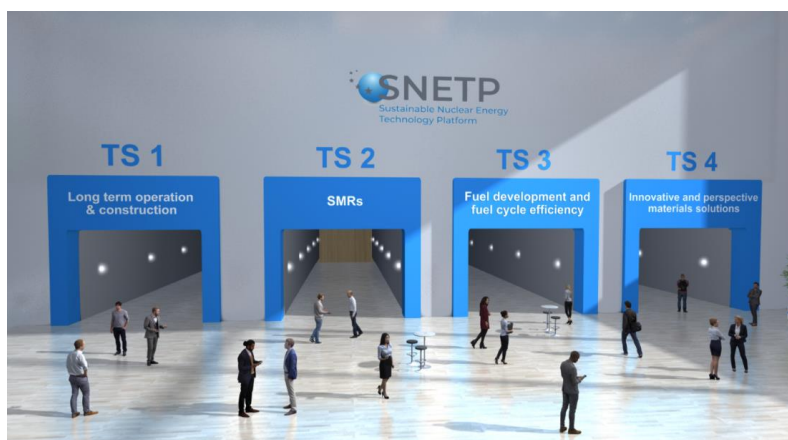 SNETP
Sustainable Nuclear Energy
Technology Platform
TS 1
Long term operation
& construction
TS 2
SMRs
TS 3
Fuel development and
fuel cycle efficiency
TS 4
Innovative and perspective
materials solutions